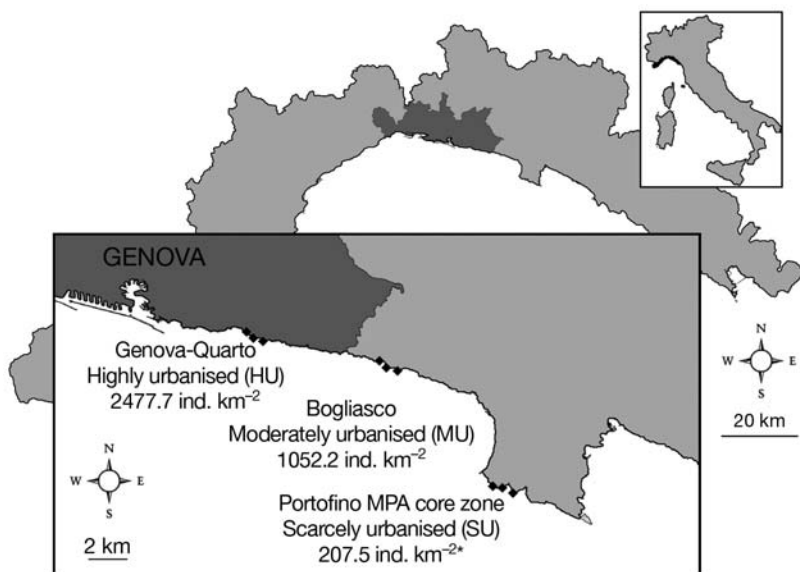 GENOVA
Genova-Quarto
Highly urbanised (HU)
2477.7 ind. km⁻²
Bogliasco
Moderately urbanised (MU)
1052.2 ind. km⁻²
Portofino MPA core zone
Scarcely urbanised (SU)
207.5 ind. km⁻²*
N
W E
S
2 km
N
W E
S
20 km